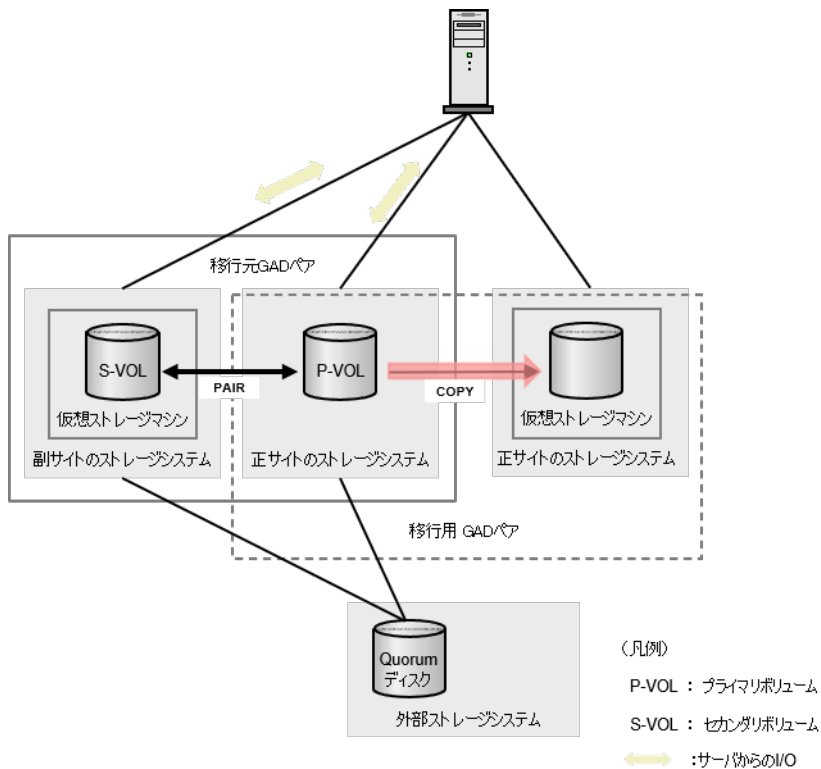 移行元GADペア
S-VOL
P-VOL
PAIR
COPY
仮想ストレージマシン
仮想ストレージマシン
副サイトのストレージシステム
正サイトのストレージシステム
正サイトのストレージシステム
移行用 GADペア
Quorum
ディスク
外部ストレージシステム
（凡例）
P-VOL : プライマリボリューム
S-VOL : セカンダリボリューム
:サーバからのI/O